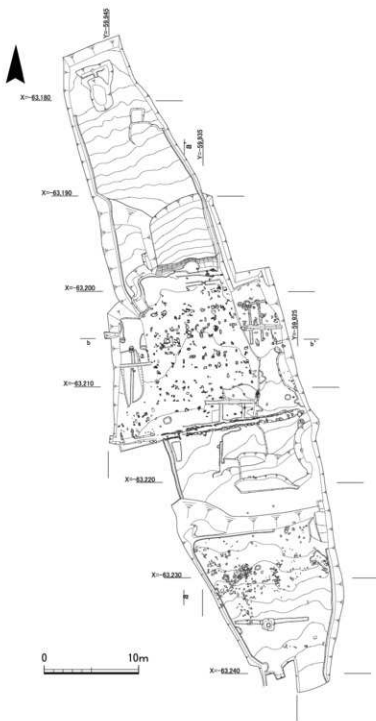 Y=-59,945
X=-63,180
a
Y=-59,935
X=-63,190
X=-63,200
Y=-59,925
b
b'
X=-63,210
X=-63,220
X=-63,230
a
0 10m
X=-63,240